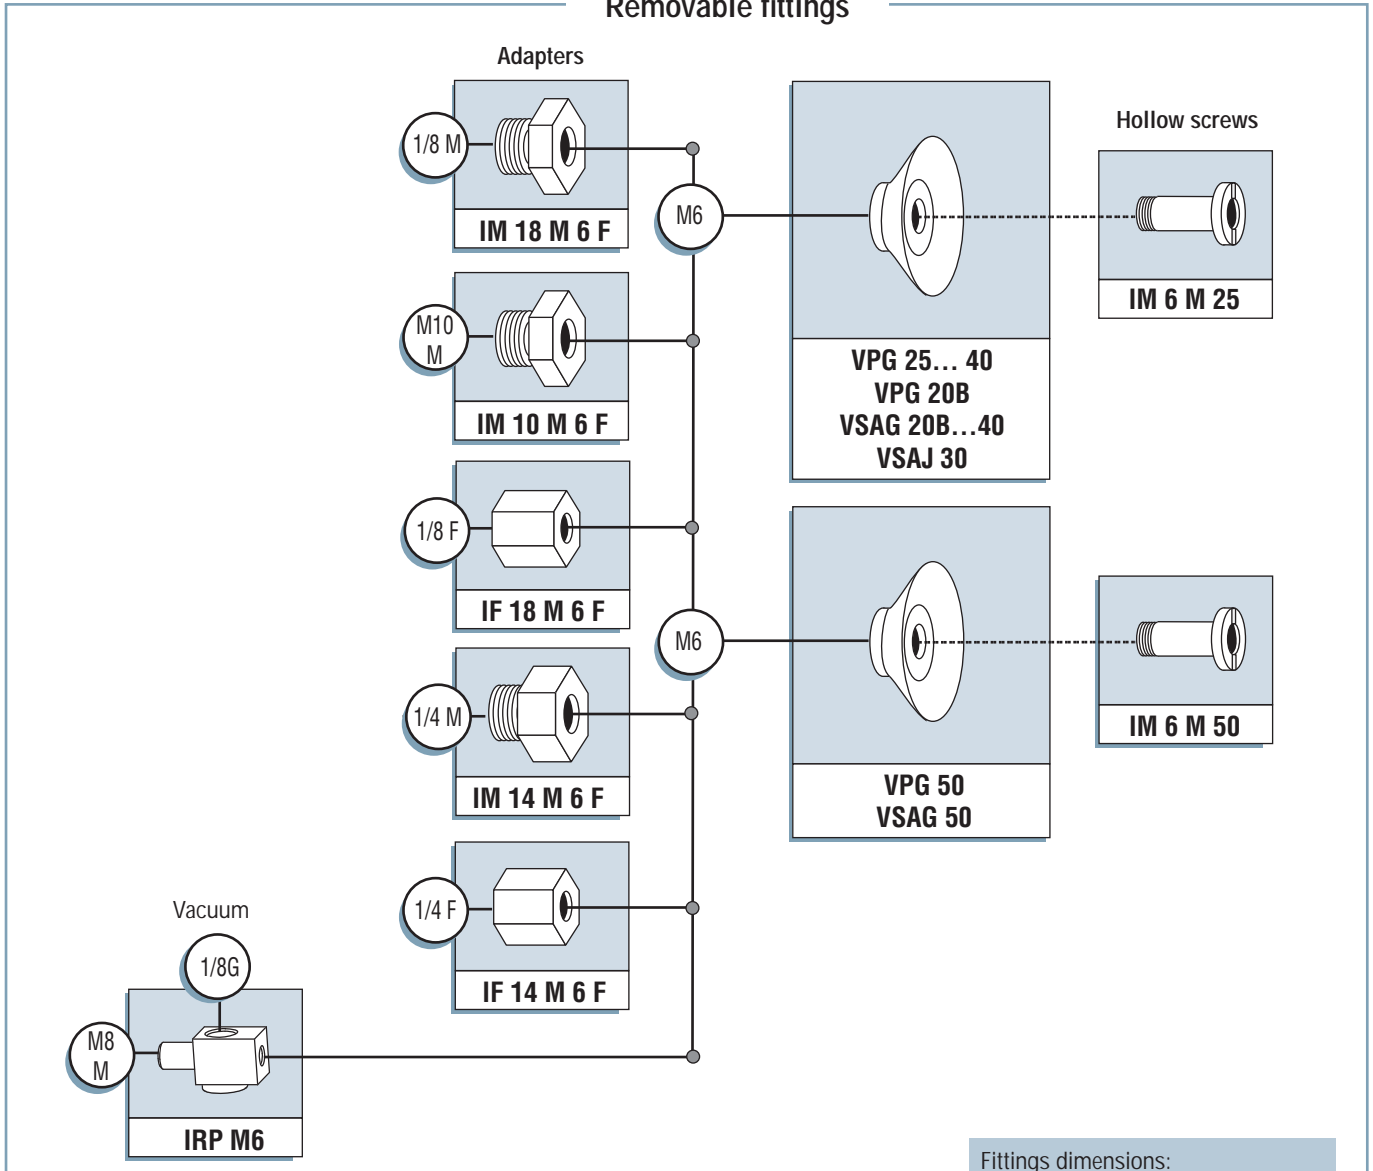 Removable fittings
Adapters
1/8 M
IM 18 M 6 F
M10
M
IM 10 M 6 F
1/8 F
IF 18 M 6 F
1/4 M
IM 14 M 6 F
1/4 F
IF 14 M 6 F
Vacuum
1/8G
M8
M
IRP M6
M6
VPG 25... 40
VPG 20B
VSAG 20B...40
VSAJ 30
Hollow screws
IM 6 M 25
M6
VPG 50
VSAG 50
IM 6 M 50
Fittings dimensions: